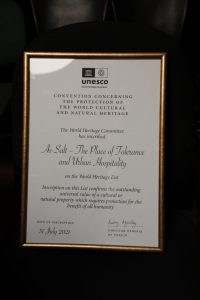 unesco
CONVENTION CONCERNING
THE PROTECTION OF
THE WORLD CULTURAL
AND NATURAL HERITAGE
The World Heritage Committee
has inscribed
As-Salt – The Place of Tolerance
and Urban Hospitality
on the World Heritage List
Inscription on this List confirms the outstanding
universal value of a cultural or
natural property which requires protection for the
benefit of all humanity
DATE OF INSCRIPTION
31 July 2021
DIRECTOR-GENERAL
OF UNESCO